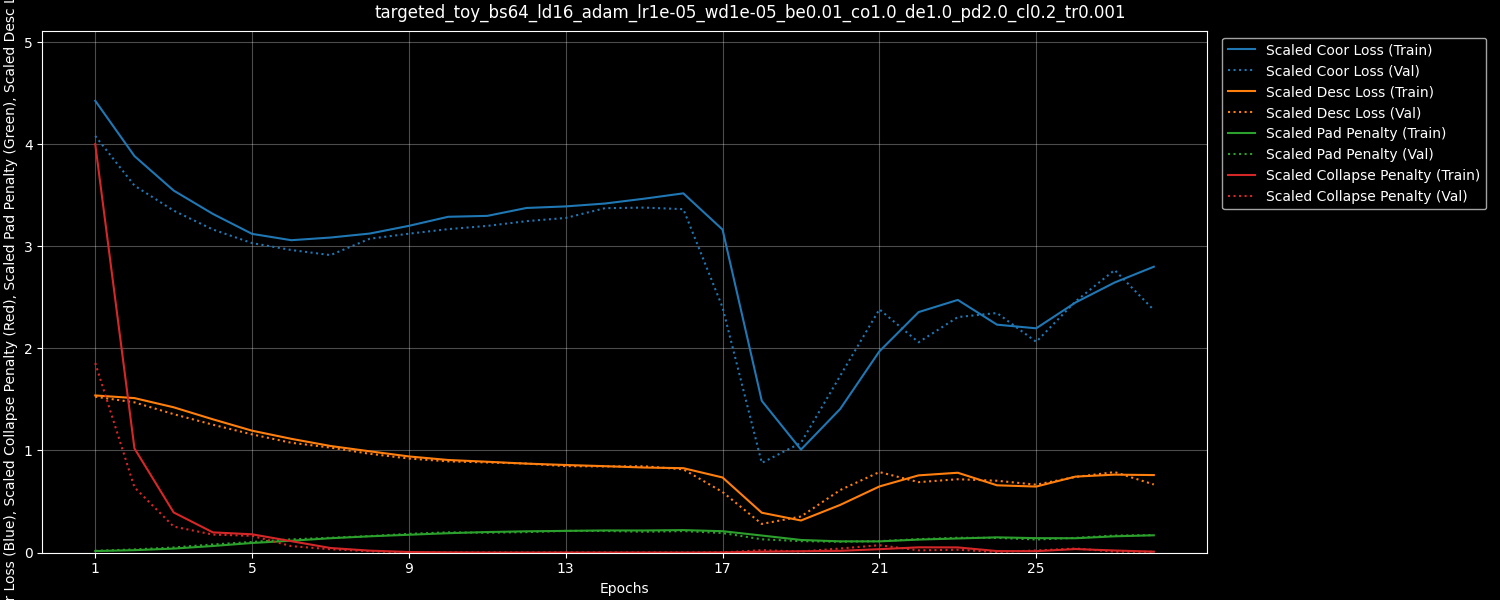 targeted_toy_bs64_ld16_adam_lr1e-05_wd1e-05_be0.01_co1.0_de1.0_pd2.0_cl0.2_tr0.001
r Loss (Blue), Scaled Collapse Penalty (Red), Scaled Pad Penalty (Green), Scaled Desc L
5
4
3
2
1
0
1 5 9 13 17 21 25
Epochs
Scaled Coor Loss (Train)
Scaled Coor Loss (Val)
Scaled Desc Loss (Train)
Scaled Desc Loss (Val)
Scaled Pad Penalty (Train)
Scaled Pad Penalty (Val)
Scaled Collapse Penalty (Train)
Scaled Collapse Penalty (Val)